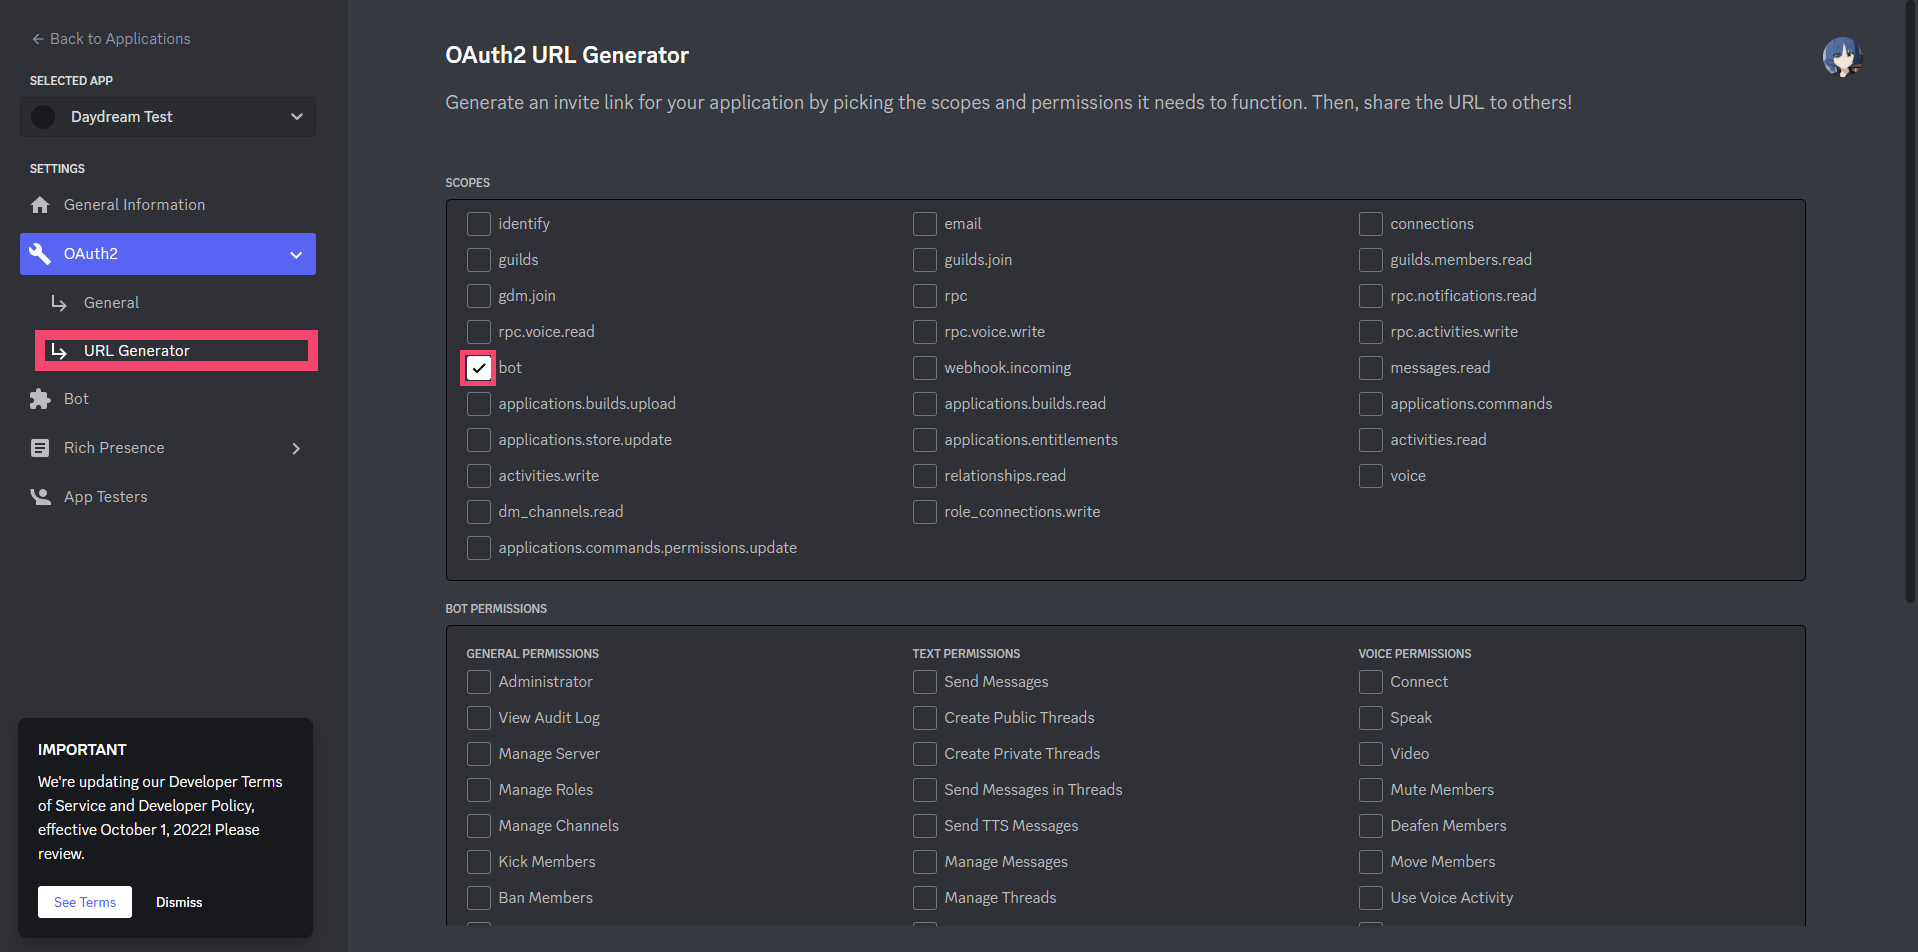 Back to Applications
SELECTED APP
Daydream Test
SETTINGS
General Information
OAuth2
General
URL Generator
Bot
Rich Presence
App Testers
IMPORTANT
We're updating our Developer Terms
of Service and Developer Policy,
effective October 1, 2022! Please
review.
See Terms Dismiss
OAuth2 URL Generator
Generate an invite link for your application by picking the scopes and permissions it needs to function. Then, share the URL to others!
SCOPES
identify email connections
guilds guilds.join guilds.members.read
gdm.join rpc rpc.notifications.read
rpc.voice.read rpc.voice.write rpc.activities.write
bot webhook.incoming messages.read
applications.builds.upload applications.builds.read applications.commands
applications.store.update applications.entitlements activities.read
activities.write relationships.read voice
dm_channels.read role_connections.write
applications.commands.permissions.update
BOT PERMISSIONS
GENERAL PERMISSIONS TEXT PERMISSIONS VOICE PERMISSIONS
Administrator Send Messages Connect
View Audit Log Create Public Threads Speak
Manage Server Create Private Threads Video
Manage Roles Send Messages in Threads Mute Members
Manage Channels Send TTS Messages Deafen Members
Kick Members Manage Messages Move Members
Ban Members Manage Threads Use Voice Activity